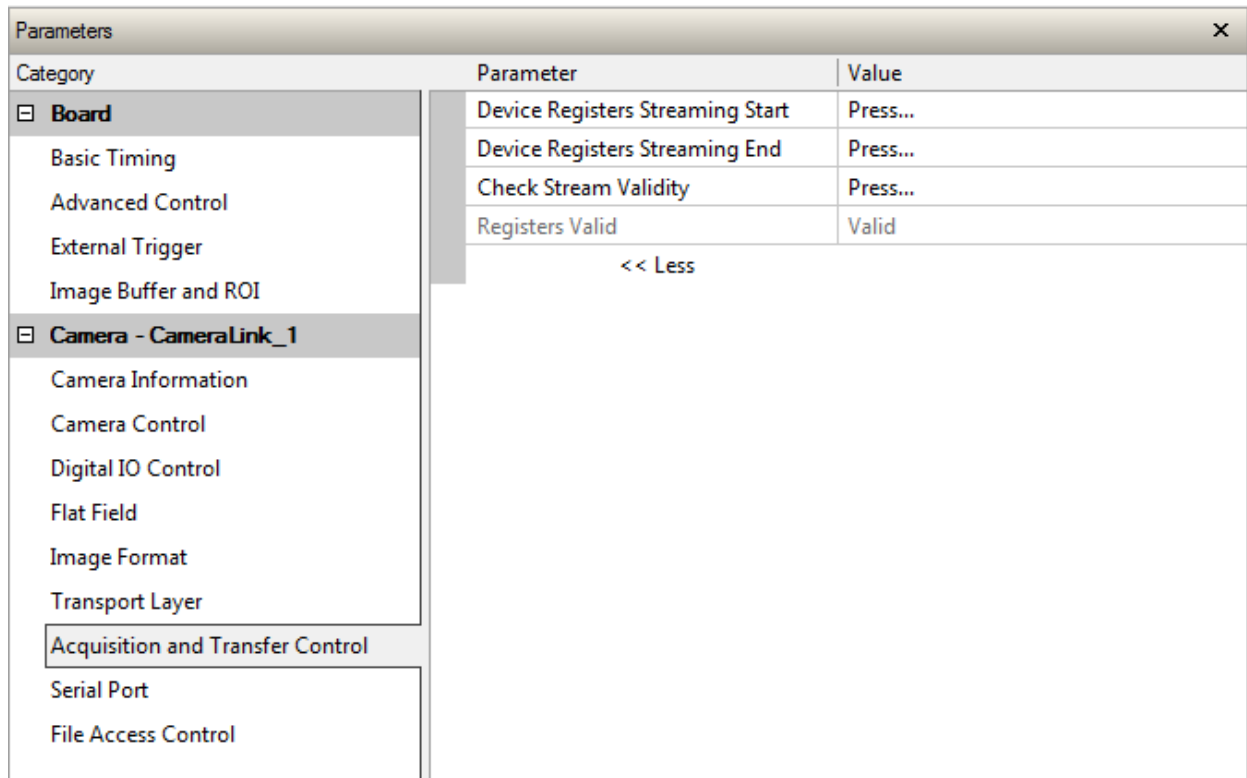 Parameters
Category
Parameter Value
Board
Basic Timing
Advanced Control
External Trigger
Image Buffer and ROI
Camera - CameraLink_1
Camera Information
Camera Control
Digital IO Control
Flat Field
Image Format
Transport Layer
Acquisition and Transfer Control
Serial Port
File Access Control
Device Registers Streaming Start Press...
Device Registers Streaming End Press...
Check Stream Validity Press...
Registers Valid Valid
<< Less